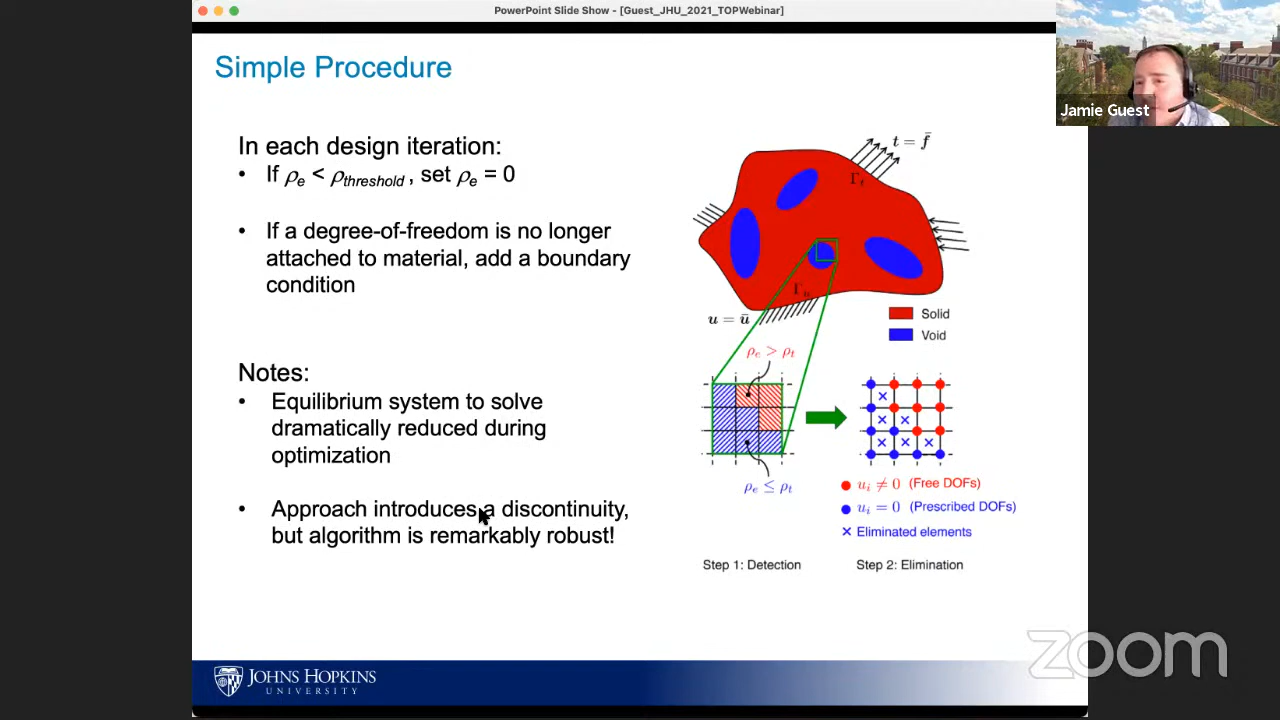 PowerPoint Slide Show - [Guest_JHU_2021_TOPWebinar]
Jamie Guest
Simple Procedure
In each design iteration:
• If ρe < ρthreshold , set ρe = 0
• If a degree-of-freedom is no longer
attached to material, add a boundary
condition
Notes:
• Equilibrium system to solve
dramatically reduced during
optimization
• Approach introduces a discontinuity,
but algorithm is remarkably robust!
t = f̄
Γt
Γu
u = ū
Solid
Void
ρe > ρt
ρe ≤ ρt
ui ≠ 0 (Free DOFs)
ui = 0 (Prescribed DOFs)
× Eliminated elements
Step 1: Detection
Step 2: Elimination
JOHNS HOPKINS
UNIVERSITY
zoom